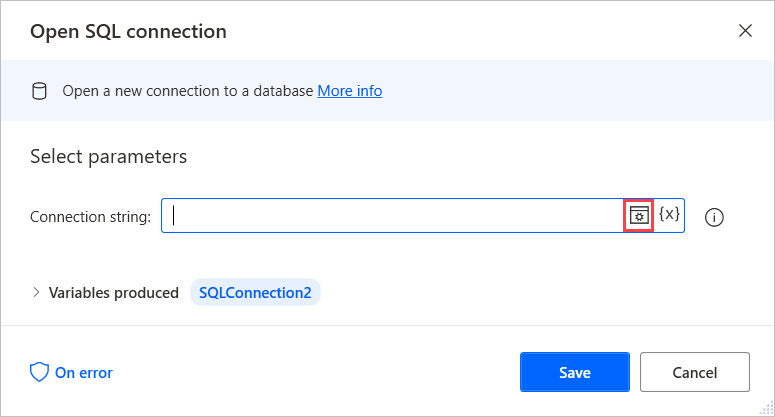 Open SQL connection
Open a new connection to a database More info
Select parameters
Connection string: {x}
Variables produced SQLConnection2
On error Save Cancel